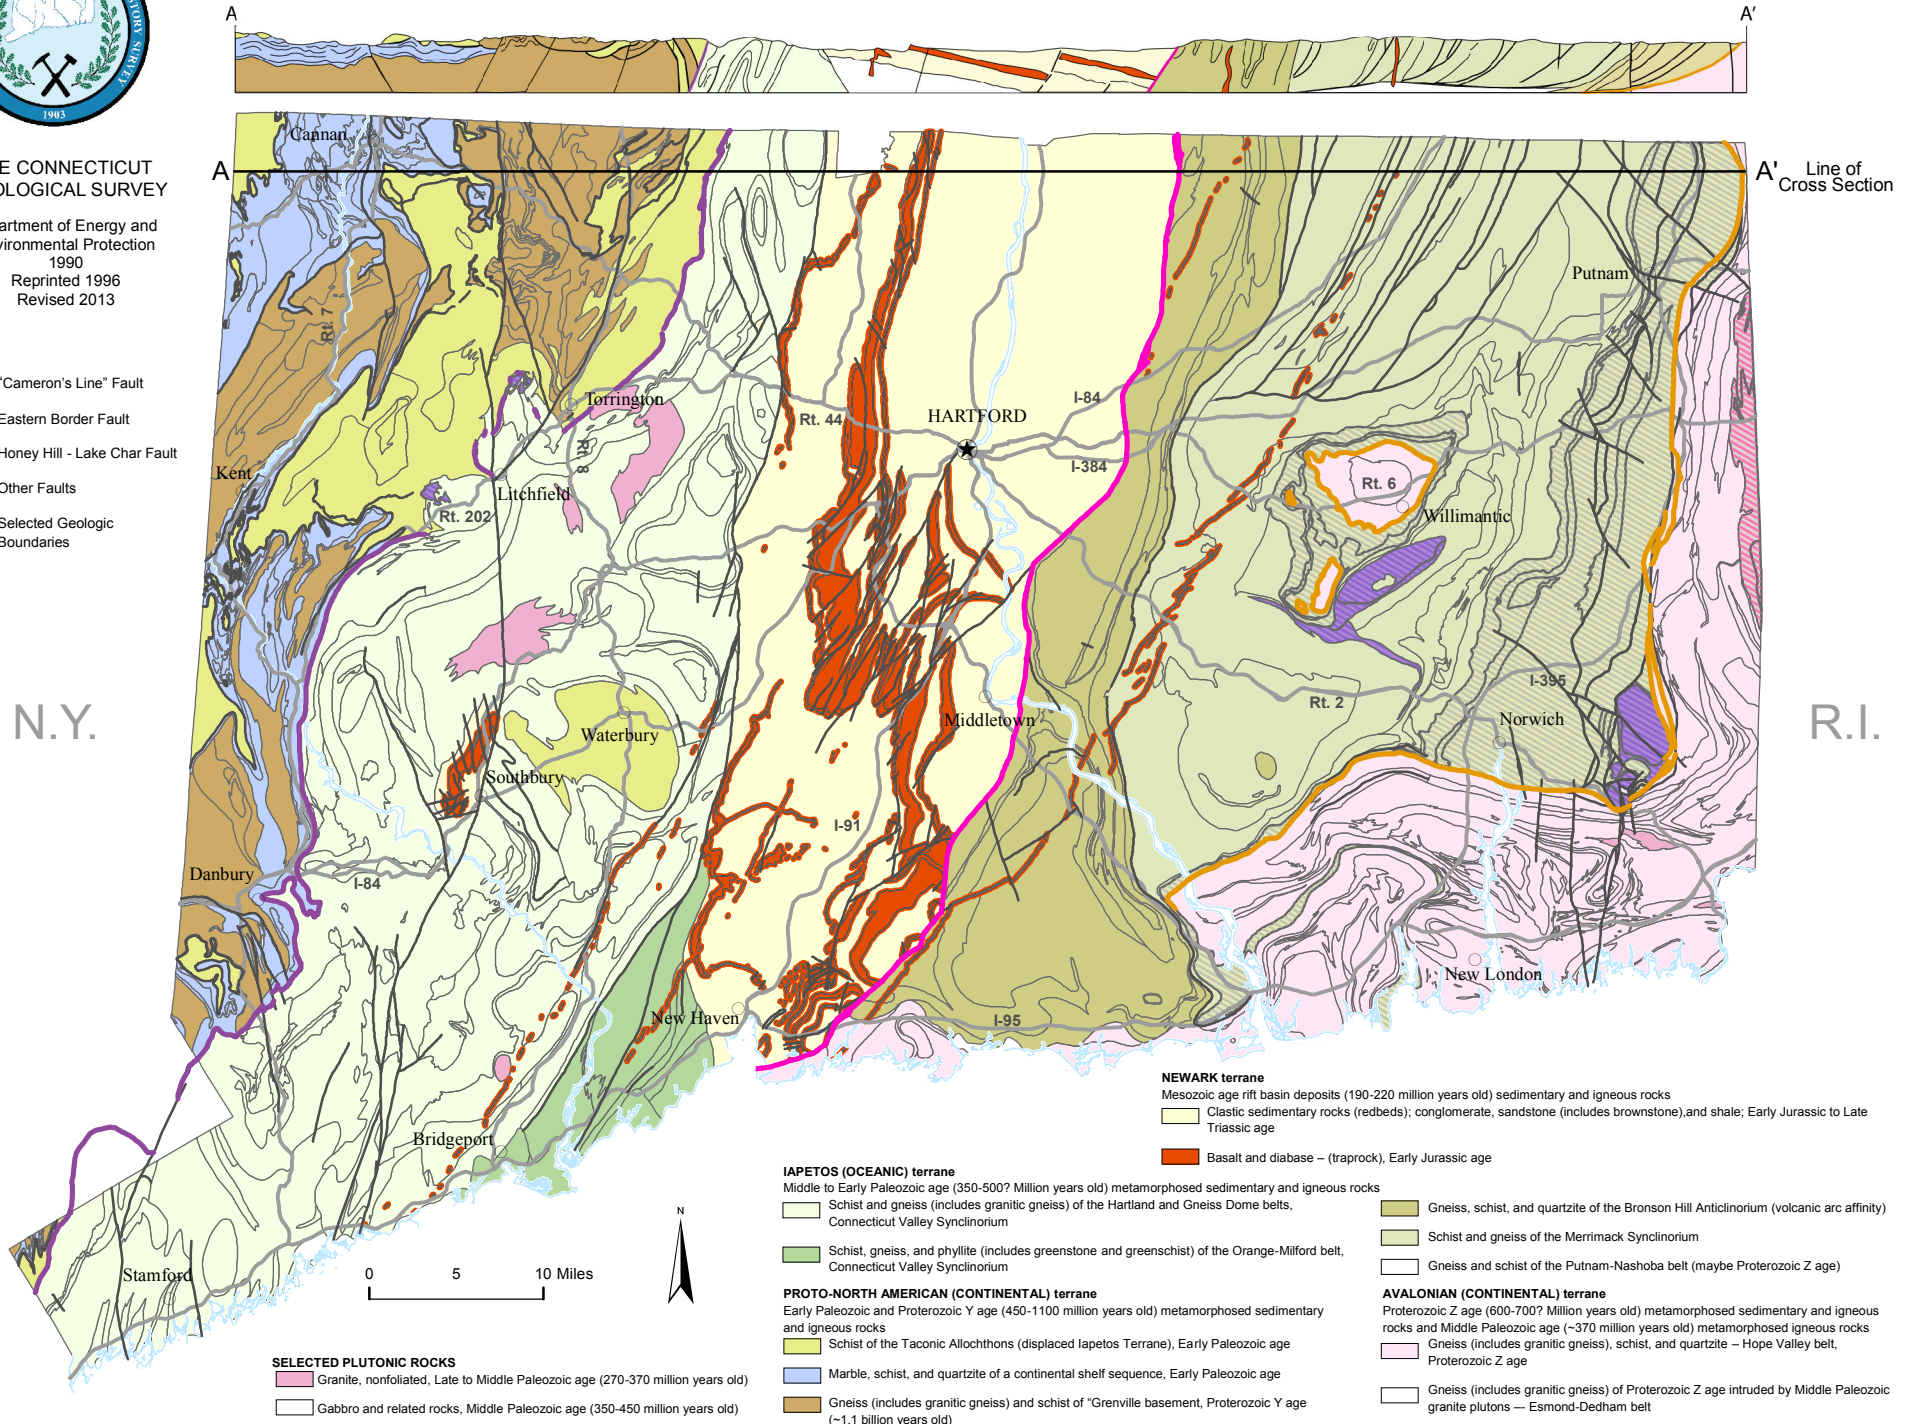 A
A'
STORY SURVEY
1903
E CONNECTICUT
OLOGICAL SURVEY
artment of Energy and
vironmental Protection
1990
Reprinted 1996
Revised 2013
"Cameron's Line" Fault
Eastern Border Fault
Honey Hill - Lake Char Fault
Other Faults
Selected Geologic
Boundaries
A
A'
Line of
Cross Section
Cannan
Putnam
Rt. 7
Torrington
Rt. 44
HARTFORD
I-84
I-384
Rt. 8
Kent
Litchfield
Rt. 202
Rt. 6
Willimantic
N.Y.
R.I.
Waterbury
Southbury
Middletown
Rt. 2
I-395
Norwich
I-91
Danbury
I-84
New Haven
I-95
New London
Bridgeport
Stamford
0 5 10 Miles
N
NEWARK terrane
Mesozoic age rift basin deposits (190-220 million years old) sedimentary and igneous rocks
Clastic sedimentary rocks (redbeds); conglomerate, sandstone (includes brownstone),and shale; Early Jurassic to Late
Triassic age
Basalt and diabase – (traprock), Early Jurassic age
IAPETOS (OCEANIC) terrane
Middle to Early Paleozoic age (350-500? Million years old) metamorphosed sedimentary and igneous rocks
Schist and gneiss (includes granitic gneiss) of the Hartland and Gneiss Dome belts,
Connecticut Valley Synclinorium
Schist, gneiss, and phyllite (includes greenstone and greenschist) of the Orange-Milford belt,
Connecticut Valley Synclinorium
Gneiss, schist, and quartzite of the Bronson Hill Anticlinorium (volcanic arc affinity)
Schist and gneiss of the Merrimack Synclinorium
Gneiss and schist of the Putnam-Nashoba belt (maybe Proterozoic Z age)
PROTO-NORTH AMERICAN (CONTINENTAL) terrane
Early Paleozoic and Proterozoic Y age (450-1100 million years old) metamorphosed sedimentary
and igneous rocks
Schist of the Taconic Allochthons (displaced Iapetos Terrane), Early Paleozoic age
Marble, schist, and quartzite of a continental shelf sequence, Early Paleozoic age
Gneiss (includes granitic gneiss) and schist of "Grenville basement, Proterozoic Y age
(~1.1 billion years old)
AVALONIAN (CONTINENTAL) terrane
Proterozoic Z age (600-700? Million years old) metamorphosed sedimentary and igneous
rocks and Middle Paleozoic age (~370 million years old) metamorphosed igneous rocks
Gneiss (includes granitic gneiss), schist, and quartzite – Hope Valley belt,
Proterozoic Z age
Gneiss (includes granitic gneiss) of Proterozoic Z age intruded by Middle Paleozoic
granite plutons –- Esmond-Dedham belt
SELECTED PLUTONIC ROCKS
Granite, nonfoliated, Late to Middle Paleozoic age (270-370 million years old)
Gabbro and related rocks, Middle Paleozoic age (350-450 million years old)